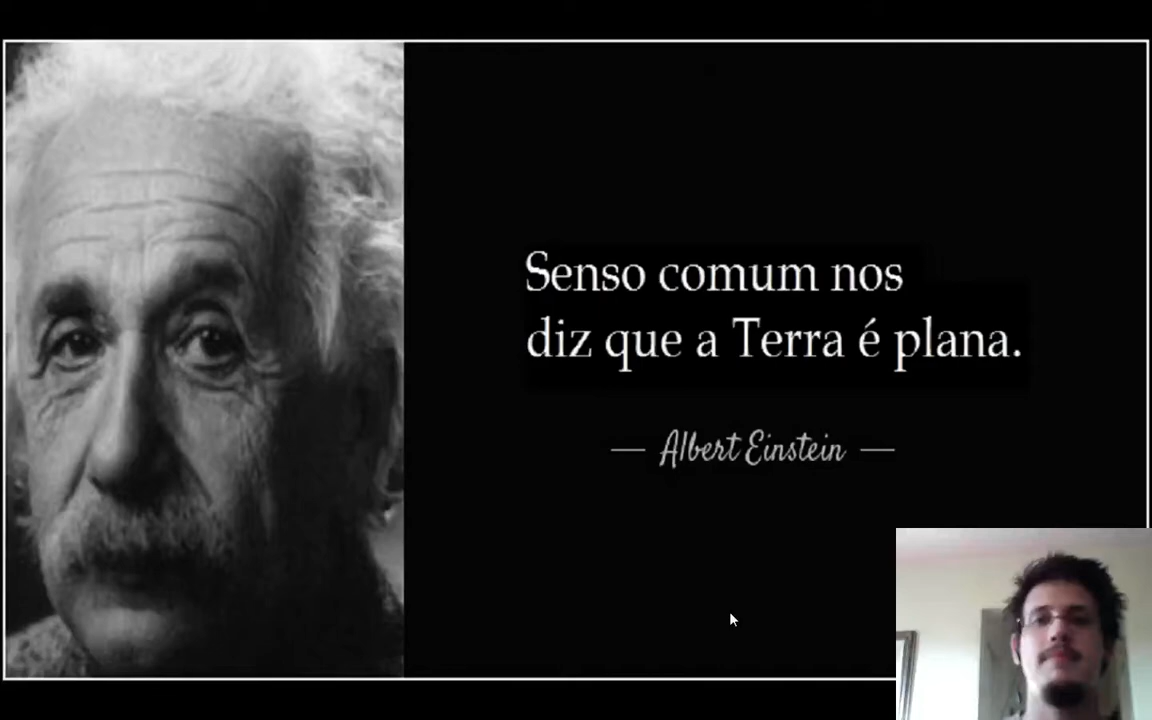 Senso comum nos
diz que a Terra é plana.
— Albert Einstein —